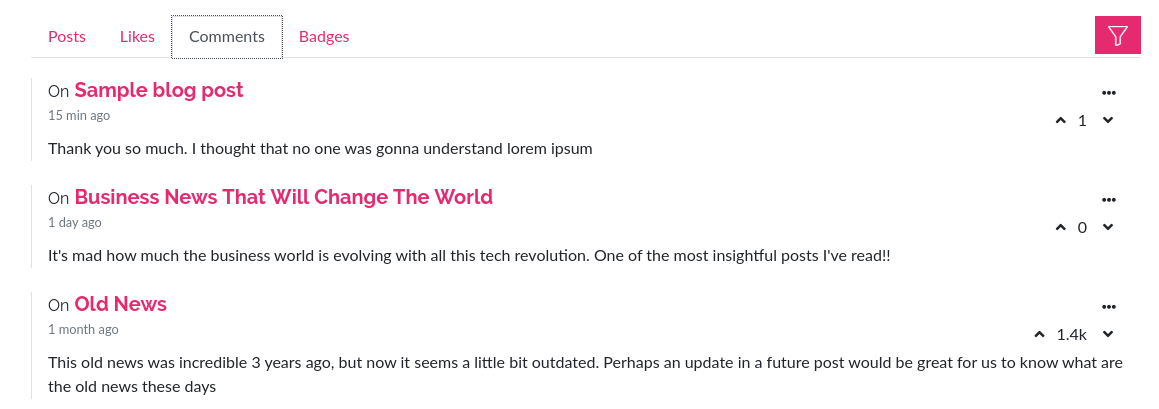 Posts Likes Comments Badges
On Sample blog post
15 min ago
1
Thank you so much. I thought that no one was gonna understand lorem ipsum
On Business News That Will Change The World
1 day ago
0
It's mad how much the business world is evolving with all this tech revolution. One of the most insightful posts I've read!!
On Old News
1 month ago
1.4k
This old news was incredible 3 years ago, but now it seems a little bit outdated. Perhaps an update in a future post would be great for us to know what are
the old news these days